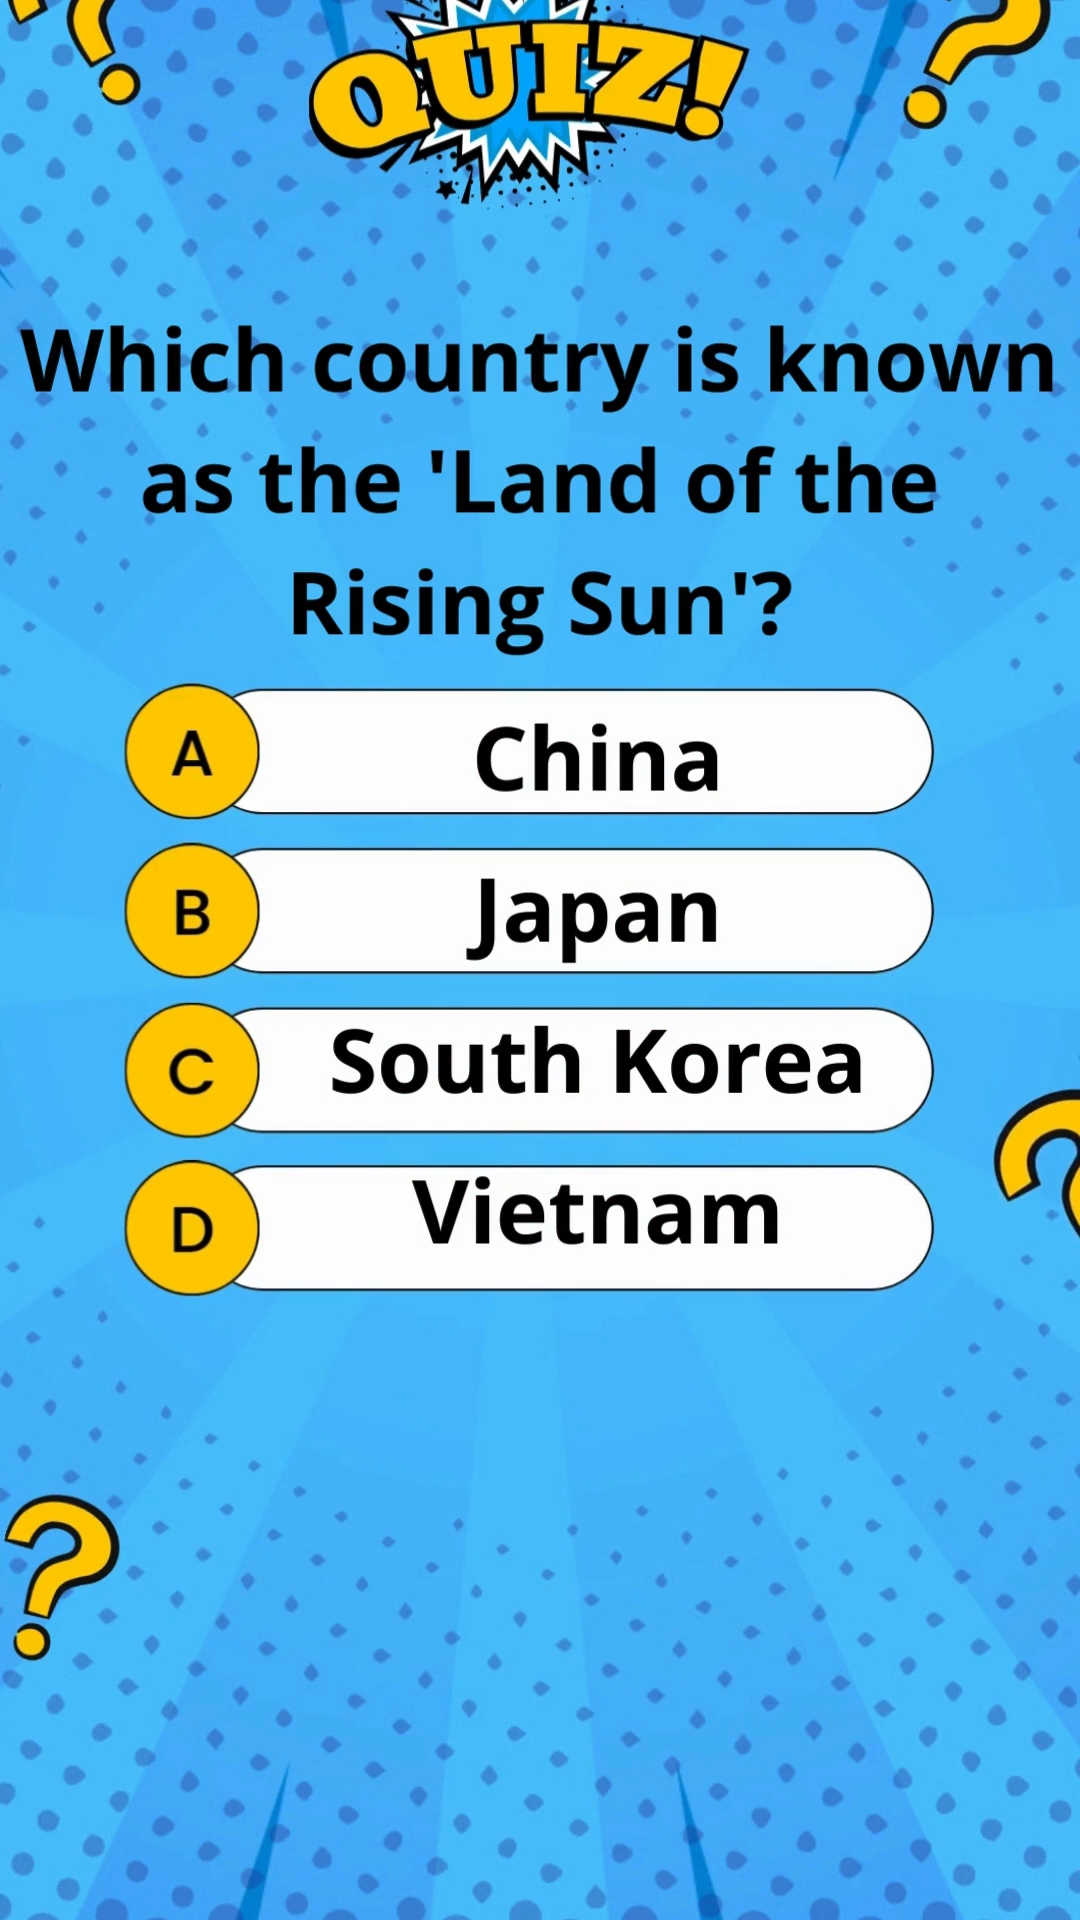 QUIZ!
Which country is known
as the 'Land of the
Rising Sun'?
A China
B Japan
C South Korea
D Vietnam